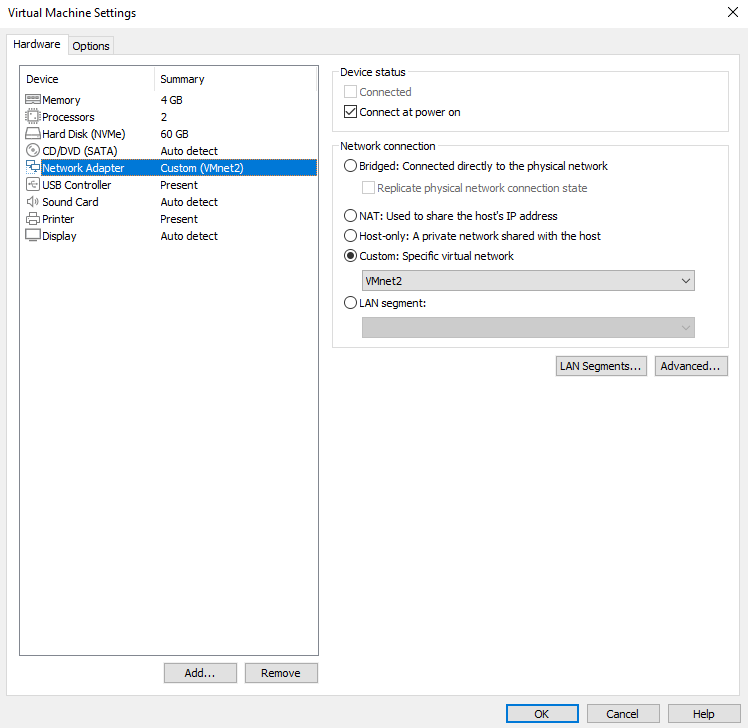 Virtual Machine Settings
Hardware Options
Device Summary
Memory 4 GB
Processors 2
Hard Disk (NVMe) 60 GB
CD/DVD (SATA) Auto detect
Network Adapter Custom (VMnet2)
USB Controller Present
Sound Card Auto detect
Printer Present
Display Auto detect
Add... Remove
Device status
Connected
Connect at power on
Network connection
Bridged: Connected directly to the physical network
Replicate physical network connection state
NAT: Used to share the host's IP address
Host-only: A private network shared with the host
Custom: Specific virtual network
VMnet2
LAN segment:
LAN Segments... Advanced...
OK Cancel Help